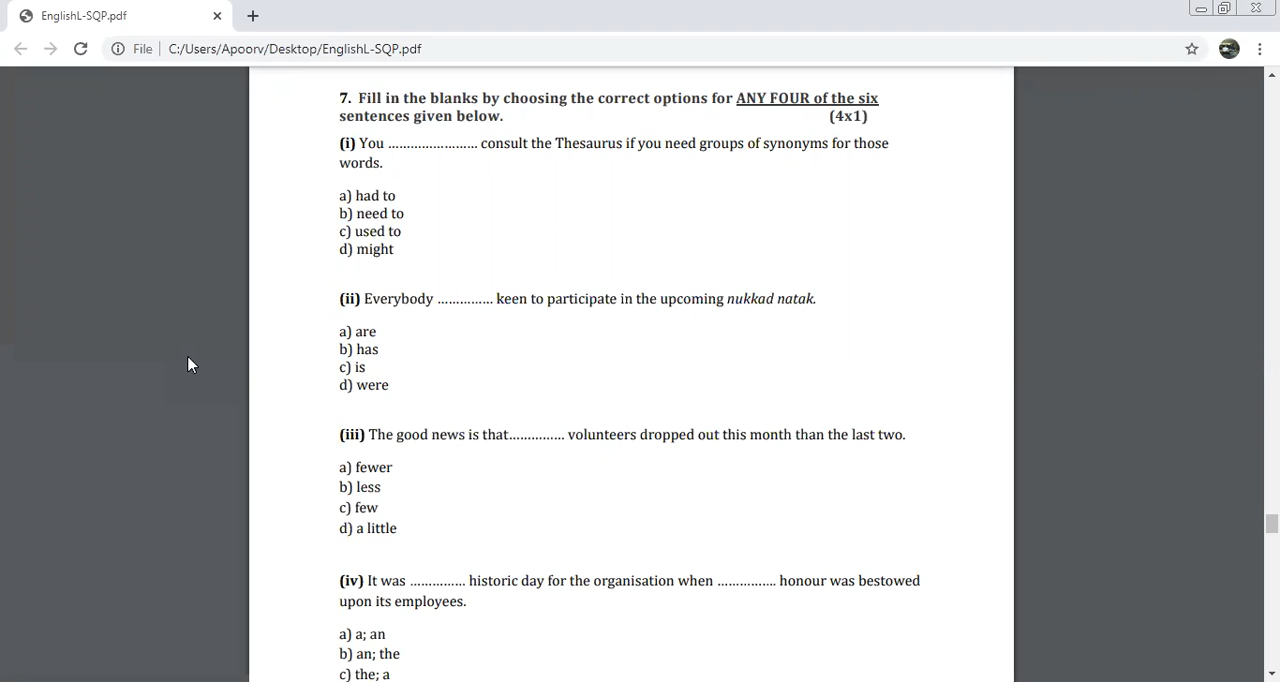 EnglishL-SQP.pdf
File
C:/Users/Apoorv/Desktop/EnglishL-SQP.pdf
7. Fill in the blanks by choosing the correct options for ANY FOUR of the six
sentences given below. (4x1)
(i) You ........................ consult the Thesaurus if you need groups of synonyms for those
words.
a) had to
b) need to
c) used to
d) might
(ii) Everybody ............... keen to participate in the upcoming nukkad natak.
a) are
b) has
c) is
d) were
(iii) The good news is that............... volunteers dropped out this month than the last two.
a) fewer
b) less
c) few
d) a little
(iv) It was ............... historic day for the organisation when ................ honour was bestowed
upon its employees.
a) a; an
b) an; the
c) the; a